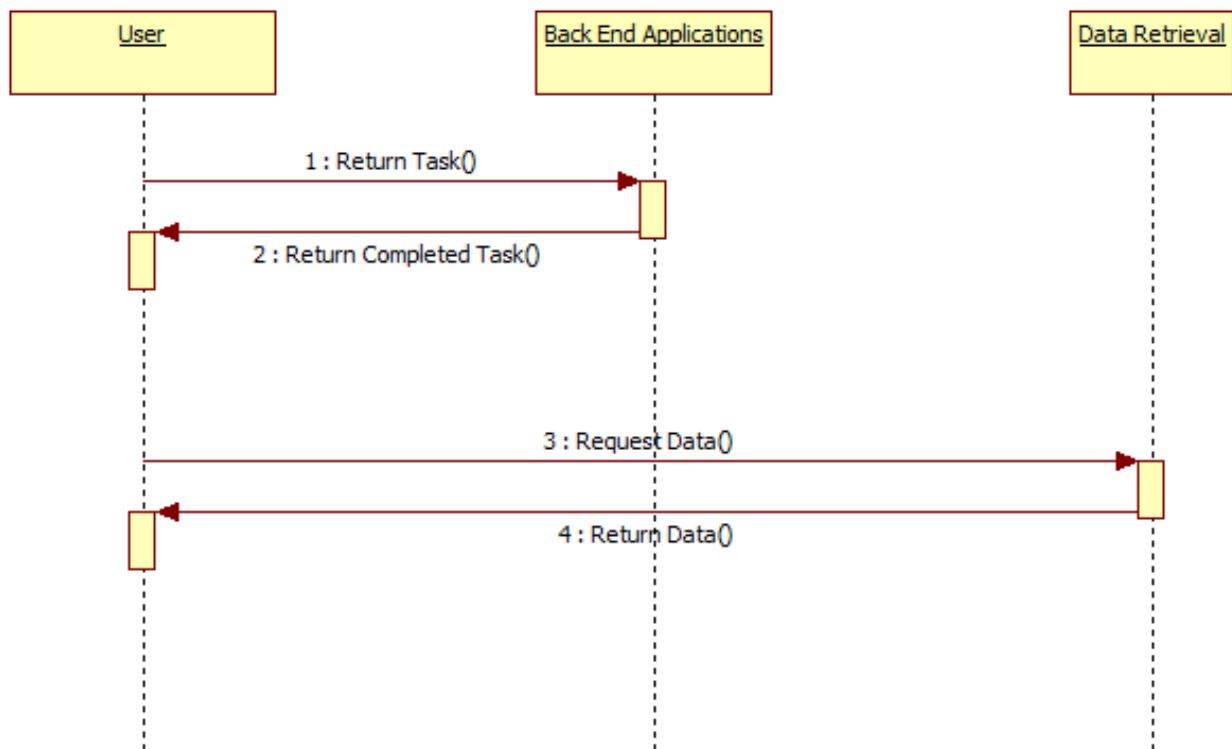 User
Back End Applications
Data Retrieval
1 : Return Task()
2 : Return Completed Task()
3 : Request Data()
4 : Return Data()